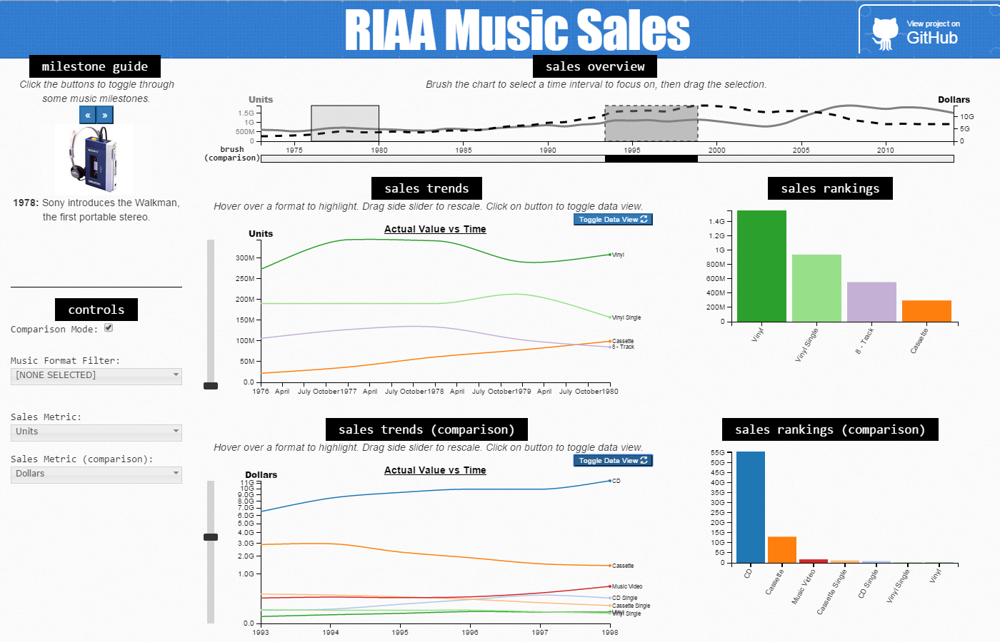 RIAA Music Sales
View project on
GitHub
milestone guide
Click the buttons to toggle through
some music milestones.
« »
SONY
1978: Sony introduces the Walkman,
the first portable stereo.
controls
Comparison Mode:
Music Format Filter:
[NONE SELECTED]
Sales Metric:
Units
Sales Metric (comparison):
Dollars
sales overview
Brush the chart to select a time interval to focus on, then drag the selection.
Units
Dollars
1.5G
1G
500M
0
10G
5G
0
1975 1980 1985 1990 1995 2000 2005 2010
brush
(comparison)
sales trends
Hover over a format to highlight. Drag side slider to rescale. Click on button to toggle data view.
Toggle Data View
Actual Value vs Time
Units
300M
250M
200M
150M
100M
50M
0.0
Vinyl
Vinyl Single
Cassette
8 - Track
1976 April July October 1977 April July October 1978 April July October 1979 April July October 1980
sales rankings
1.4G
1.2G
1G
800M
600M
400M
200M
0
Vinyl
Vinyl Single
8 - Track
Cassette
sales trends (comparison)
Hover over a format to highlight. Drag side slider to rescale. Click on button to toggle data view.
Toggle Data View
Actual Value vs Time
Dollars
11G
10G
9.0G
8.0G
7.0G
6.0G
5.0G
4.0G
3.0G
2.0G
1.0G
0.0
CD
Cassette
Music Video
CD Single
Cassette Single
Vinyl
Vinyl Single
1993 1994 1995 1996 1997 1998
sales rankings (comparison)
55G
50G
45G
40G
35G
30G
25G
20G
15G
10G
5G
0
CD
Cassette
Music Video
Cassette Single
CD Single
Vinyl Single
Vinyl